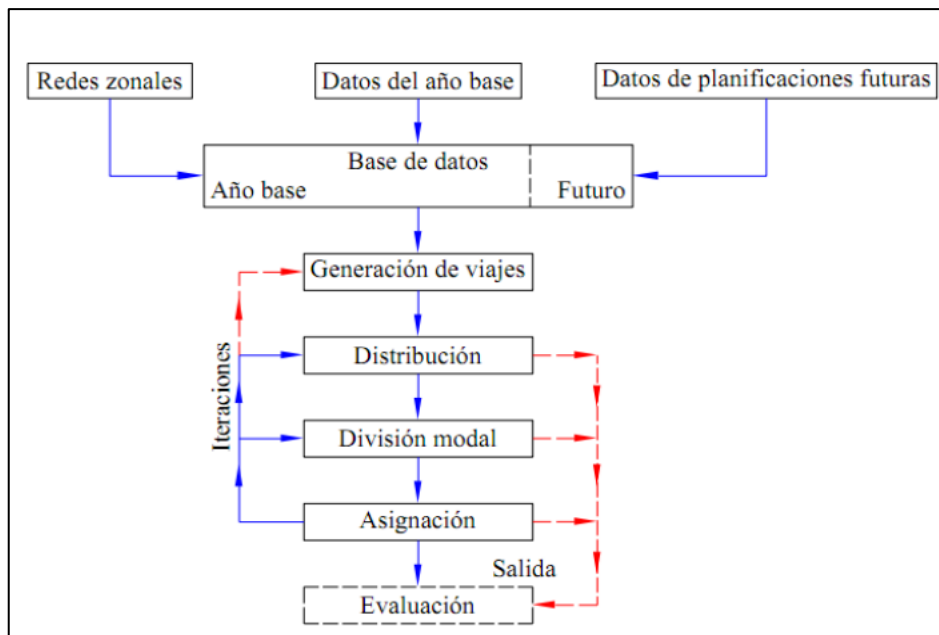 Redes zonales
Datos del año base
Datos de planificaciones futuras
Base de datos
Año base
Futuro
Generación de viajes
Distribución
Iteraciones
División modal
Asignación
Salida
Evaluación